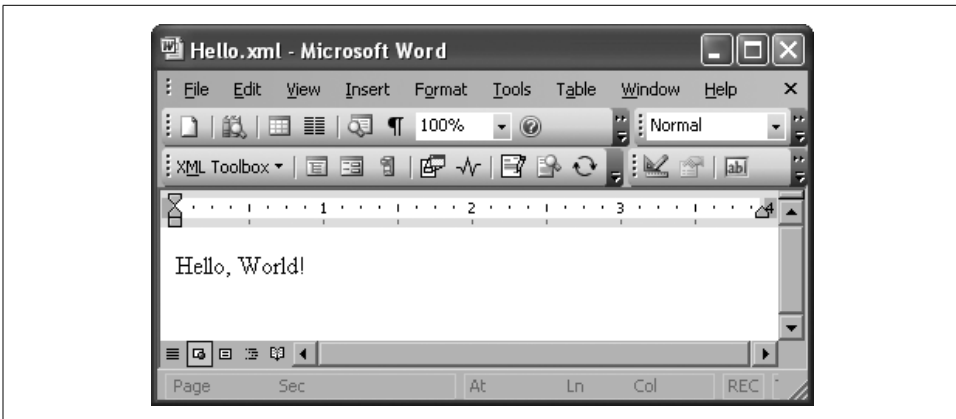 Hello.xml - Microsoft Word
File Edit View Insert Format Tools Table Window Help
100% Normal
XML Toolbox
1 2 3 4
Hello, World!
Page Sec At Ln Col REC